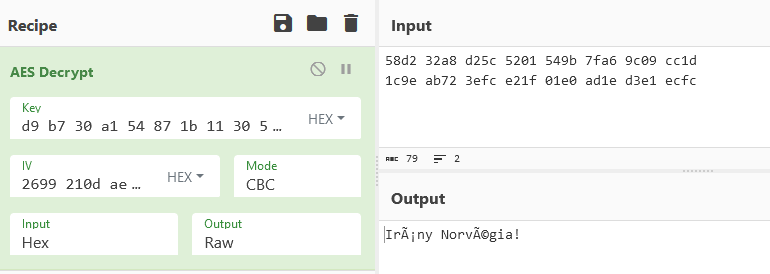 Recipe
AES Decrypt
Key
d9 b7 30 a1 54 87 1b 11 30 5 …
HEX
IV
2699 210d ae …
HEX
Mode
CBC
Input
Hex
Output
Raw
Input
58d2 32a8 d25c 5201 549b 7fa6 9c09 cc1d
1c9e ab72 3efc e21f 01e0 ad1e d3e1 ecfc
ABC 79 2
Output
IrÃ¡ny NorvÃ©gia!